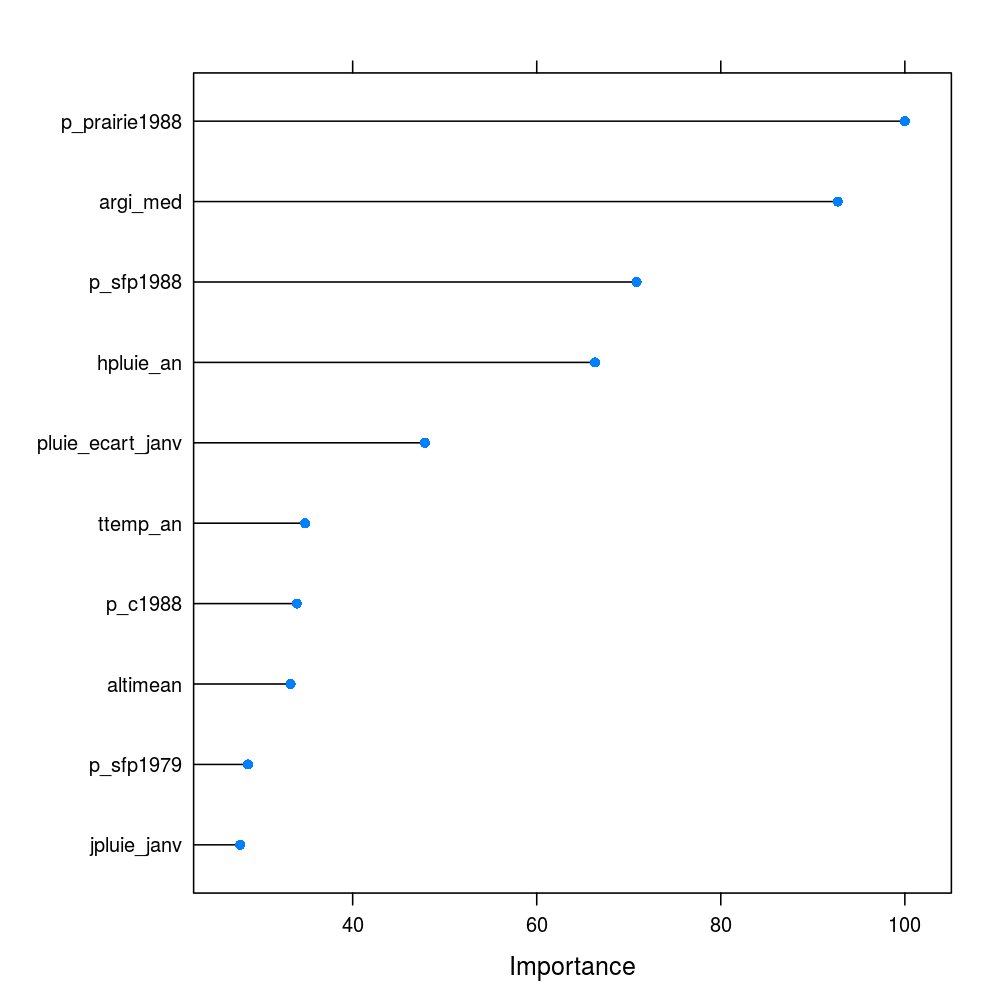 p_prairie1988
argi_med
p_sfp1988
hpluie_an
pluie_ecart_janv
ttemp_an
p_c1988
altimean
p_sfp1979
jpluie_janv
40 60 80 100
Importance